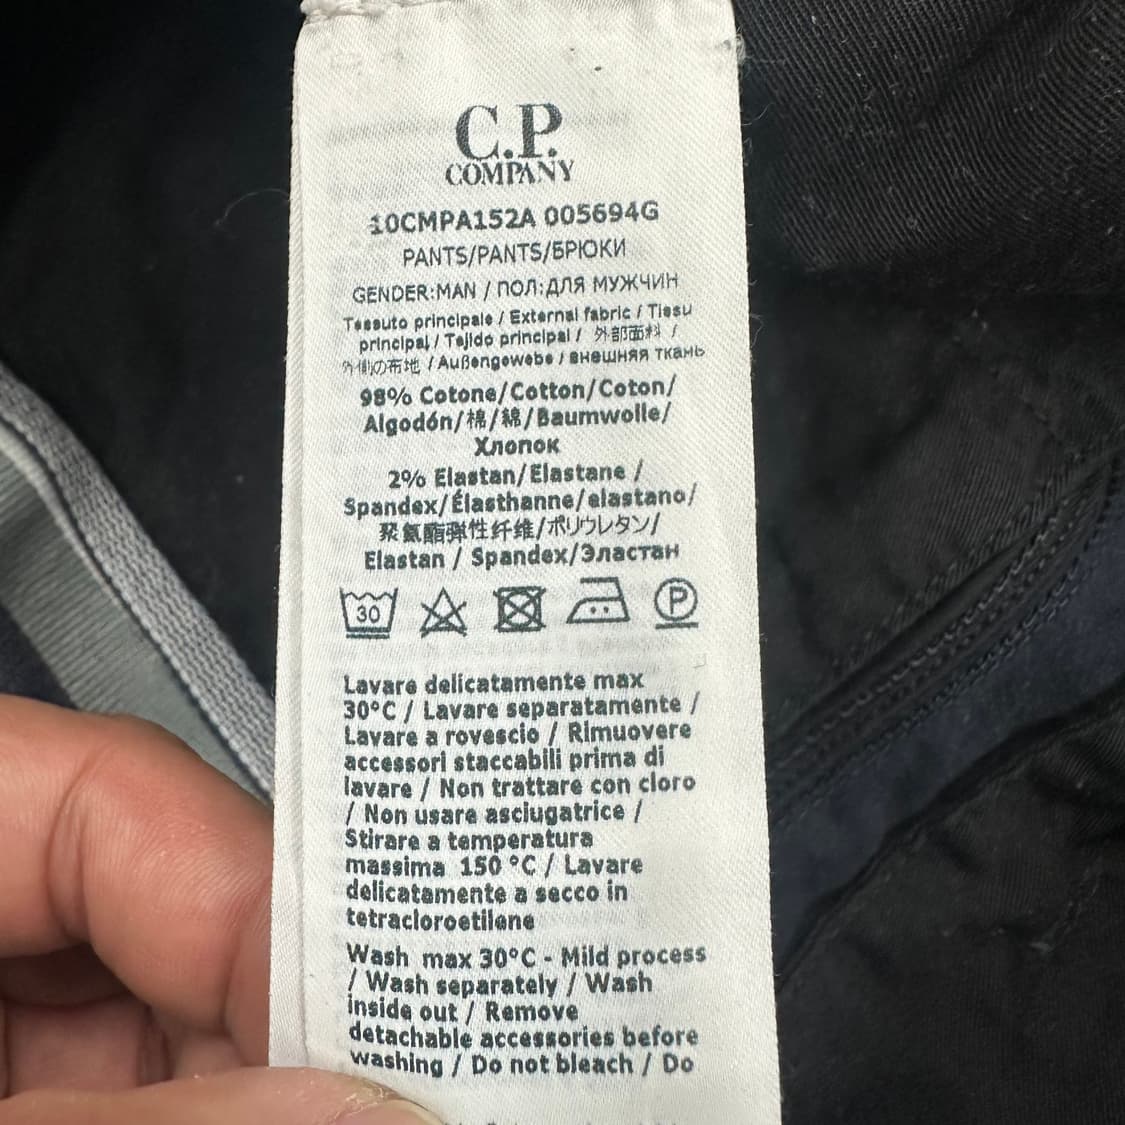 C.P.
COMPANY
10CMPA152A 005694G
PANTS/PANTS/БРЮКИ
GENDER:MAN / ПОЛ:ДЛЯ МУЖЧИН
Tessuto principale / External fabric / Tissu
principal / Tejido principal / 外部面料 /
外側の布地 / Außengewebe / внешняя ткань
98% Cotone/Cotton/Coton/
Algodón/棉/綿/Baumwolle/
Хлопок
2% Elastan/Elastane /
Spandex/Élasthanne/elastano/
聚氨酯弹性纤维/ポリウレタン/
Elastan / Spandex/Эластан
30 P
Lavare delicatamente max
30°C / Lavare separatamente /
Lavare a rovescio / Rimuovere
accessori staccabili prima di
lavare / Non trattare con cloro
/ Non usare asciugatrice /
Stirare a temperatura
massima 150 °C / Lavare
delicatamente a secco in
tetracloroetilene
Wash max 30°C - Mild process
/ Wash separately / Wash
inside out / Remove
detachable accessories before
washing / Do not bleach / Do